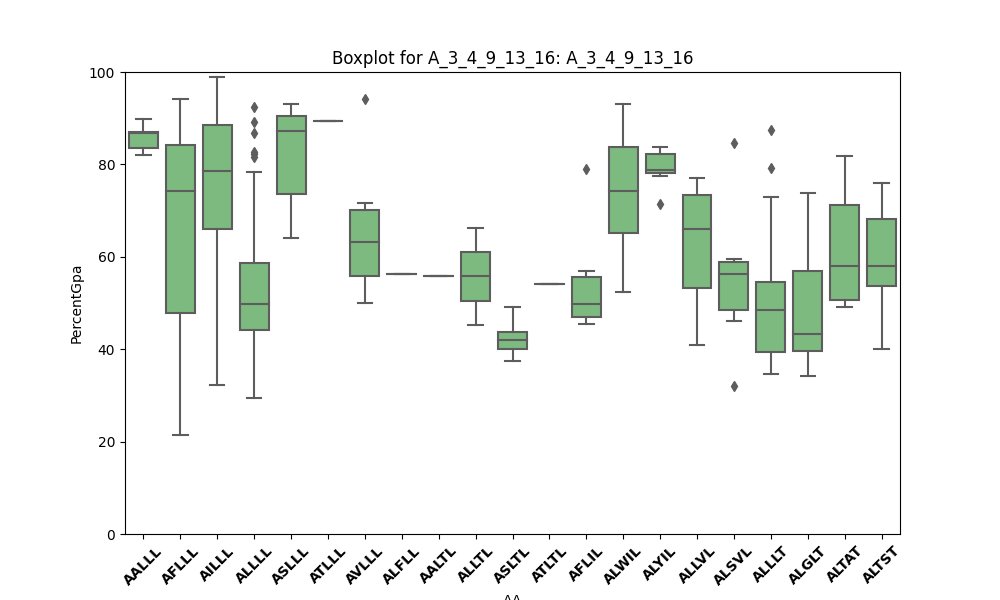 Boxplot for A_3_4_9_13_16: A_3_4_9_13_16
PercentGpa
100
80
60
40
20
0
AALLL AFLLL AILLL ALLLL ASLLL ATLLL AVLLL ALFLL AALTL ALLTL ASLTL ATLTL AFLIL ALWIL ALYIL ALLVL ALSVL ALLLT ALGLT ALTAT ALTST
AA